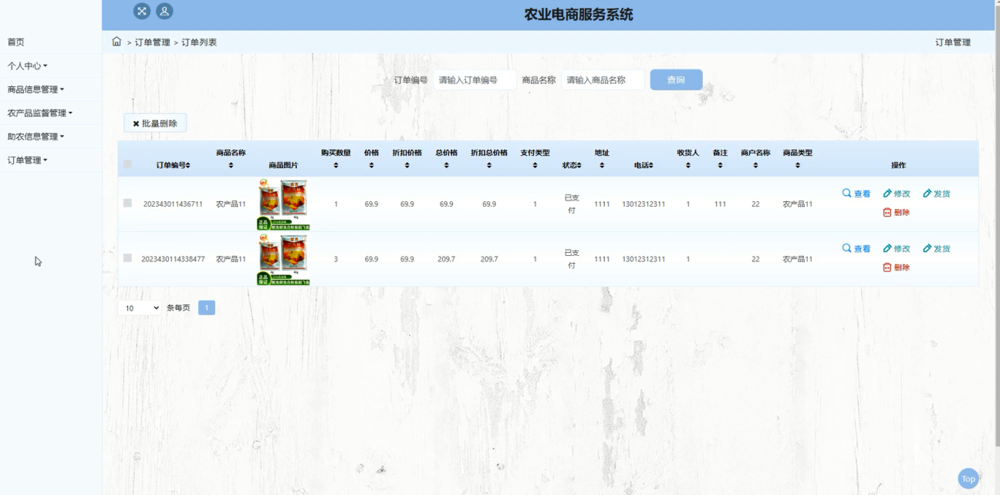 农业电商服务系统
首页
个人中心
商品信息管理
农产品监督管理
助农信息管理
订单管理
> 订单管理 > 订单列表
订单管理
订单编号 请输入订单编号 商品名称 请输入商品名称 查询
批量删除
订单编号 商品名称 商品图片 购买数量 价格 折扣价格 总价格 折扣总价格 支付类型 状态 地址 电话 收货人 备注 商户名称 商品类型 操作
202343011436711 农产品11 1 69.9 69.9 69.9 69.9 1 已支付 1111 13012312311 1 111 22 农产品11 查看 修改 发货 删除
正品保证
2023430114338477 农产品11 3 69.9 69.9 209.7 209.7 1 已支付 1111 13012312311 1 22 农产品11 查看 修改 发货 删除
正品保证
10 条每页 1
Top